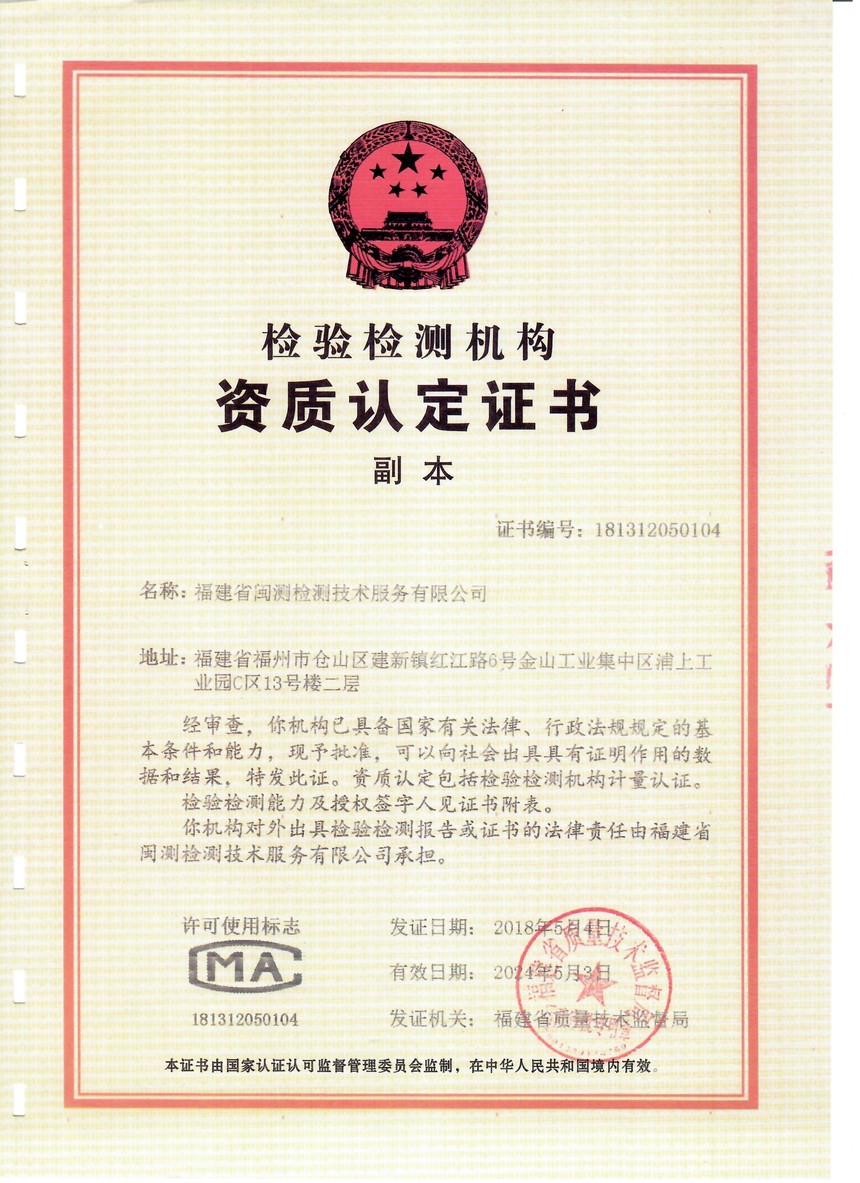 检验检测机构
资质认定证书
副本
证书编号：181312050104
名称：福建省闽测检测技术服务有限公司
地址：福建省福州市仓山区建新镇红江路6号金山工业集中区浦上工
业园C区13号楼二层
经审查，你机构已具备国家有关法律、行政法规规定的基
本条件和能力，现予批准，可以向社会出具具有证明作用的数
据和结果，特发此证。资质认定包括检验检测机构计量认证。
检验检测能力及授权签字人见证书附表。
你机构对外出具检验检测报告或证书的法律责任由福建省
闽测检测技术服务有限公司承担。
许可使用标志
MA
181312050104
发证日期：2018年5月4日
有效日期：2024年5月3日
发证机关：福建省质量技术监督局
福建省质量技术监督局
本证书由国家认证认可监督管理委员会监制，在中华人民共和国境内有效。